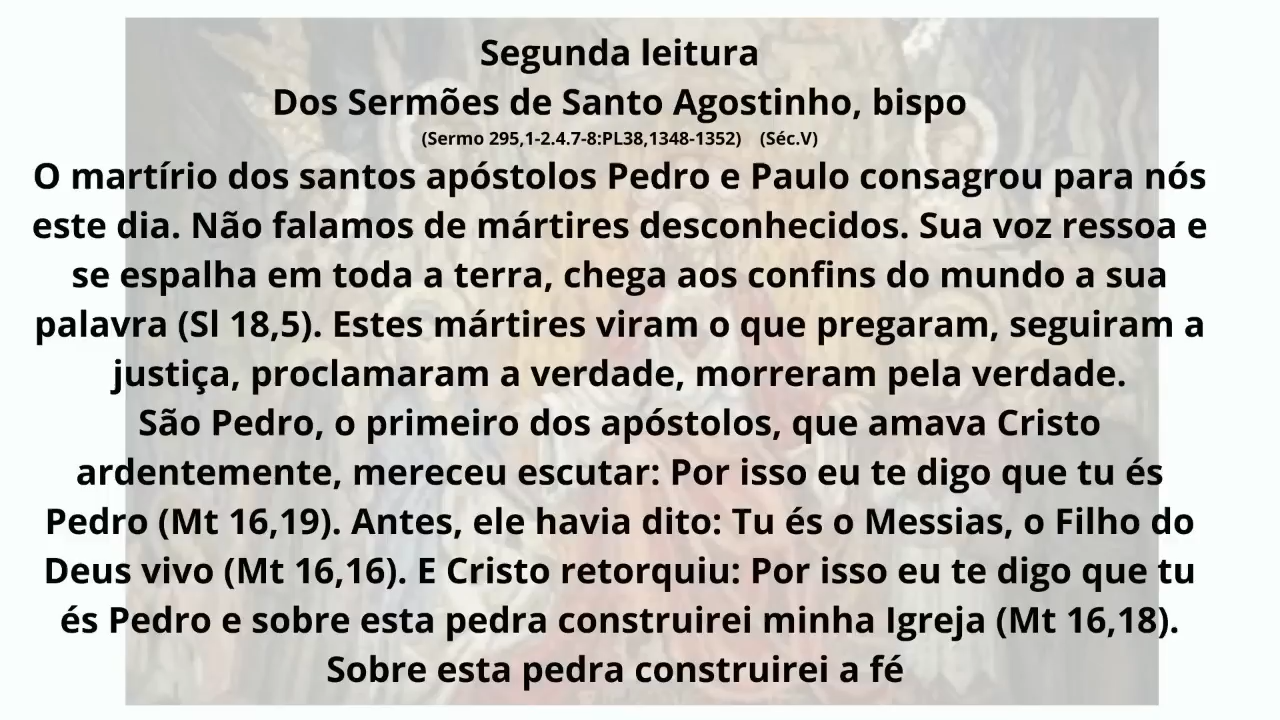 Segunda leitura
Dos Sermões de Santo Agostinho, bispo
(Sermo 295,1-2.4.7-8:PL38,1348-1352) (Séc.V)
O martírio dos santos apóstolos Pedro e Paulo consagrou para nós
este dia. Não falamos de mártires desconhecidos. Sua voz ressoa e
se espalha em toda a terra, chega aos confins do mundo a sua
palavra (Sl 18,5). Estes mártires viram o que pregaram, seguiram a
justiça, proclamaram a verdade, morreram pela verdade.
São Pedro, o primeiro dos apóstolos, que amava Cristo
ardentemente, mereceu escutar: Por isso eu te digo que tu és
Pedro (Mt 16,19). Antes, ele havia dito: Tu és o Messias, o Filho do
Deus vivo (Mt 16,16). E Cristo retorquiu: Por isso eu te digo que tu
és Pedro e sobre esta pedra construirei minha Igreja (Mt 16,18).
Sobre esta pedra construirei a fé